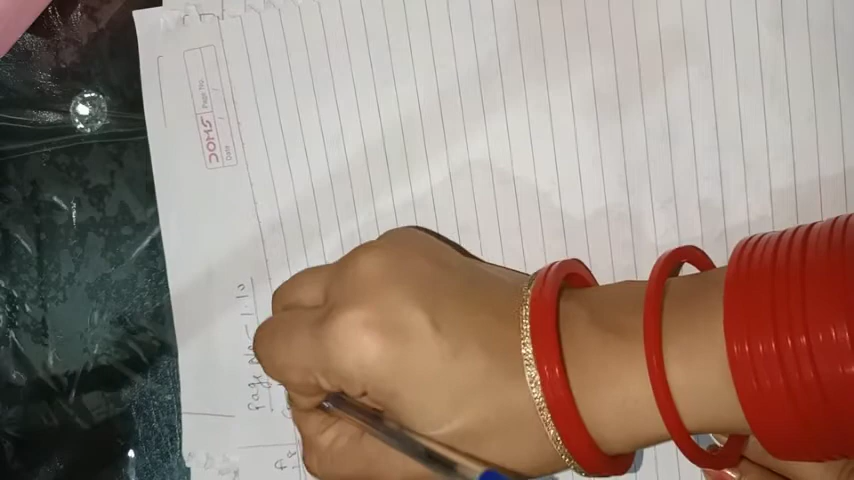 DOMS
Page No.
Date / /
Page No - 1.10